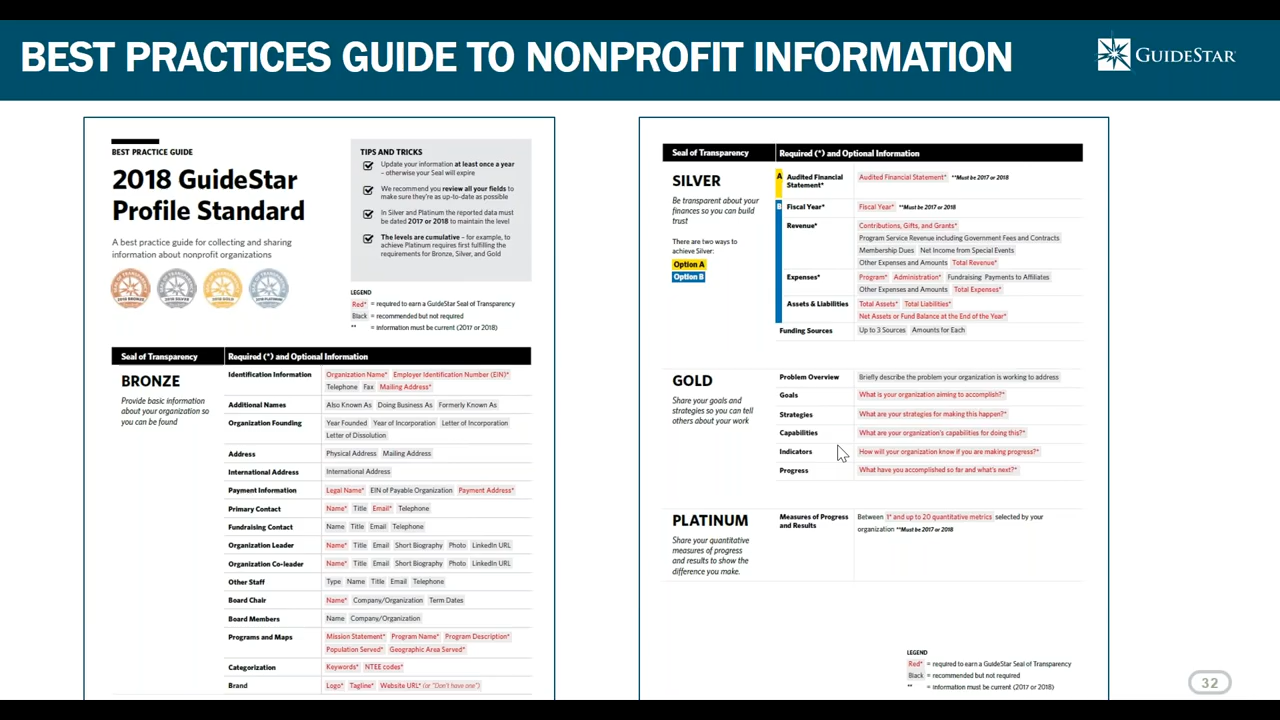 BEST PRACTICES GUIDE TO NONPROFIT INFORMATION
GUIDESTAR
BEST PRACTICE GUIDE
2018 GuideStar
Profile Standard
A best practice guide for collecting and sharing
information about nonprofit organizations
TIPS AND TRICKS
Update your information at least once a year
– otherwise your Seal will expire
We recommend you review all your fields to
make sure they're as up-to-date as possible
In Silver and Platinum the reported data must
be dated 2017 or 2018 to maintain the level
The levels are cumulative – for example, to
achieve Platinum requires first fulfilling the
requirements for Bronze, Silver, and Gold
LEGEND
Red* = required to earn a GuideStar Seal of Transparency
Black = recommended but not required
** = information must be current (2017 or 2018)
Seal of Transparency Required (*) and Optional Information
BRONZE
Provide basic information
about your organization so
you can be found
Identification Information Organization Name* Employer Identification Number (EIN)*
Telephone Fax Mailing Address*
Additional Names Also Known As Doing Business As Formerly Known As
Organization Founding Year Founded Year of Incorporation Letter of Incorporation
Letter of Dissolution
Address Physical Address Mailing Address
International Address International Address
Payment Information Legal Name* EIN of Payable Organization Payment Address*
Primary Contact Name* Title Email* Telephone
Fundraising Contact Name Title Email Telephone
Organization Leader Name* Title Email Short Biography Photo LinkedIn URL
Organization Co-leader Name* Title Email Short Biography Photo LinkedIn URL
Other Staff Type Name Title Email Telephone
Board Chair Name* Company/Organization Term Dates
Board Members Name Company/Organization
Programs and Maps Mission Statement* Program Name* Program Description*
Population Served* Geographic Area Served*
Categorization Keywords* NTEE codes*
Brand Logo* Tagline* Website URL* (or "Don't have one")
Seal of Transparency Required (*) and Optional Information
SILVER
Be transparent about your
finances so you can build
trust
There are two ways to
achieve Silver:
Option A
Option B
A Audited Financial
Statement* Audited Financial Statement* **Must be 2017 or 2018
B Fiscal Year* Fiscal Year* **Must be 2017 or 2018
Revenue* Contributions, Gifts, and Grants*
Program Service Revenue including Government Fees and Contracts
Membership Dues Net Income from Special Events
Other Expenses and Amounts Total Revenue*
Expenses* Program* Administration* Fundraising Payments to Affiliates
Other Expenses and Amounts Total Expenses*
Assets & Liabilities Total Assets* Total Liabilities*
Net Assets or Fund Balance at the End of the Year*
Funding Sources Up to 3 Sources Amounts for Each
GOLD
Share your goals and
strategies so you can tell
others about your work
Problem Overview Briefly describe the problem your organization is working to address
Goals What is your organization aiming to accomplish?*
Strategies What are your strategies for making this happen?*
Capabilities What are your organization's capabilities for doing this?*
Indicators How will your organization know if you are making progress?*
Progress What have you accomplished so far and what's next?*
PLATINUM
Share your quantitative
measures of progress
and results to show the
difference you make.
Measures of Progress
and Results Between 1* and up to 20 quantitative metrics selected by your
organization **Must be 2017 or 2018
LEGEND
Red* = required to earn a GuideStar Seal of Transparency
Black = recommended but not required
** = information must be current (2017 or 2018)
32